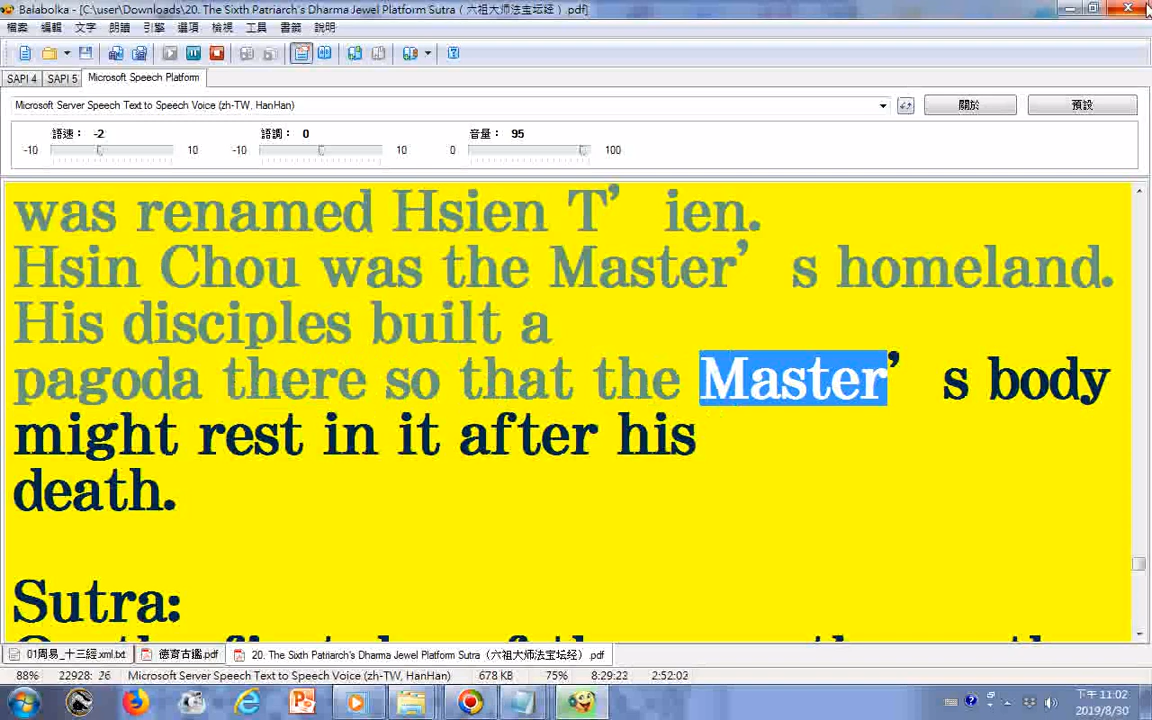 Balabolka - [C:\user\Downloads\20. The Sixth Patriarch's Dharma Jewel Platform Sutra（六祖大师法宝坛经）.pdf]
檔案 編輯 文字 朗讀 引擎 選項 檢視 工具 書籤 說明
SAPI 4 SAPI 5 Microsoft Speech Platform
Microsoft Server Speech Text to Speech Voice (zh-TW, HanHan) 關於 預設
語速： -2 語調： 0 音量： 95
-10 10 -10 10 0 100
was renamed Hsien T’ien.
Hsin Chou was the Master’s homeland.
His disciples built a
pagoda there so that the Master’s body
might rest in it after his
death.
Sutra:
01周易_十三經.xml.txt 德育古鑑.pdf 20. The Sixth Patriarch's Dharma Jewel Platform Sutra（六祖大师法宝坛经）.pdf
88% 22928: 26 Microsoft Server Speech Text to Speech Voice (zh-TW, HanHan) 678 KB 75% 8:29:22 2:52:02
下午 11:02
2019/8/30